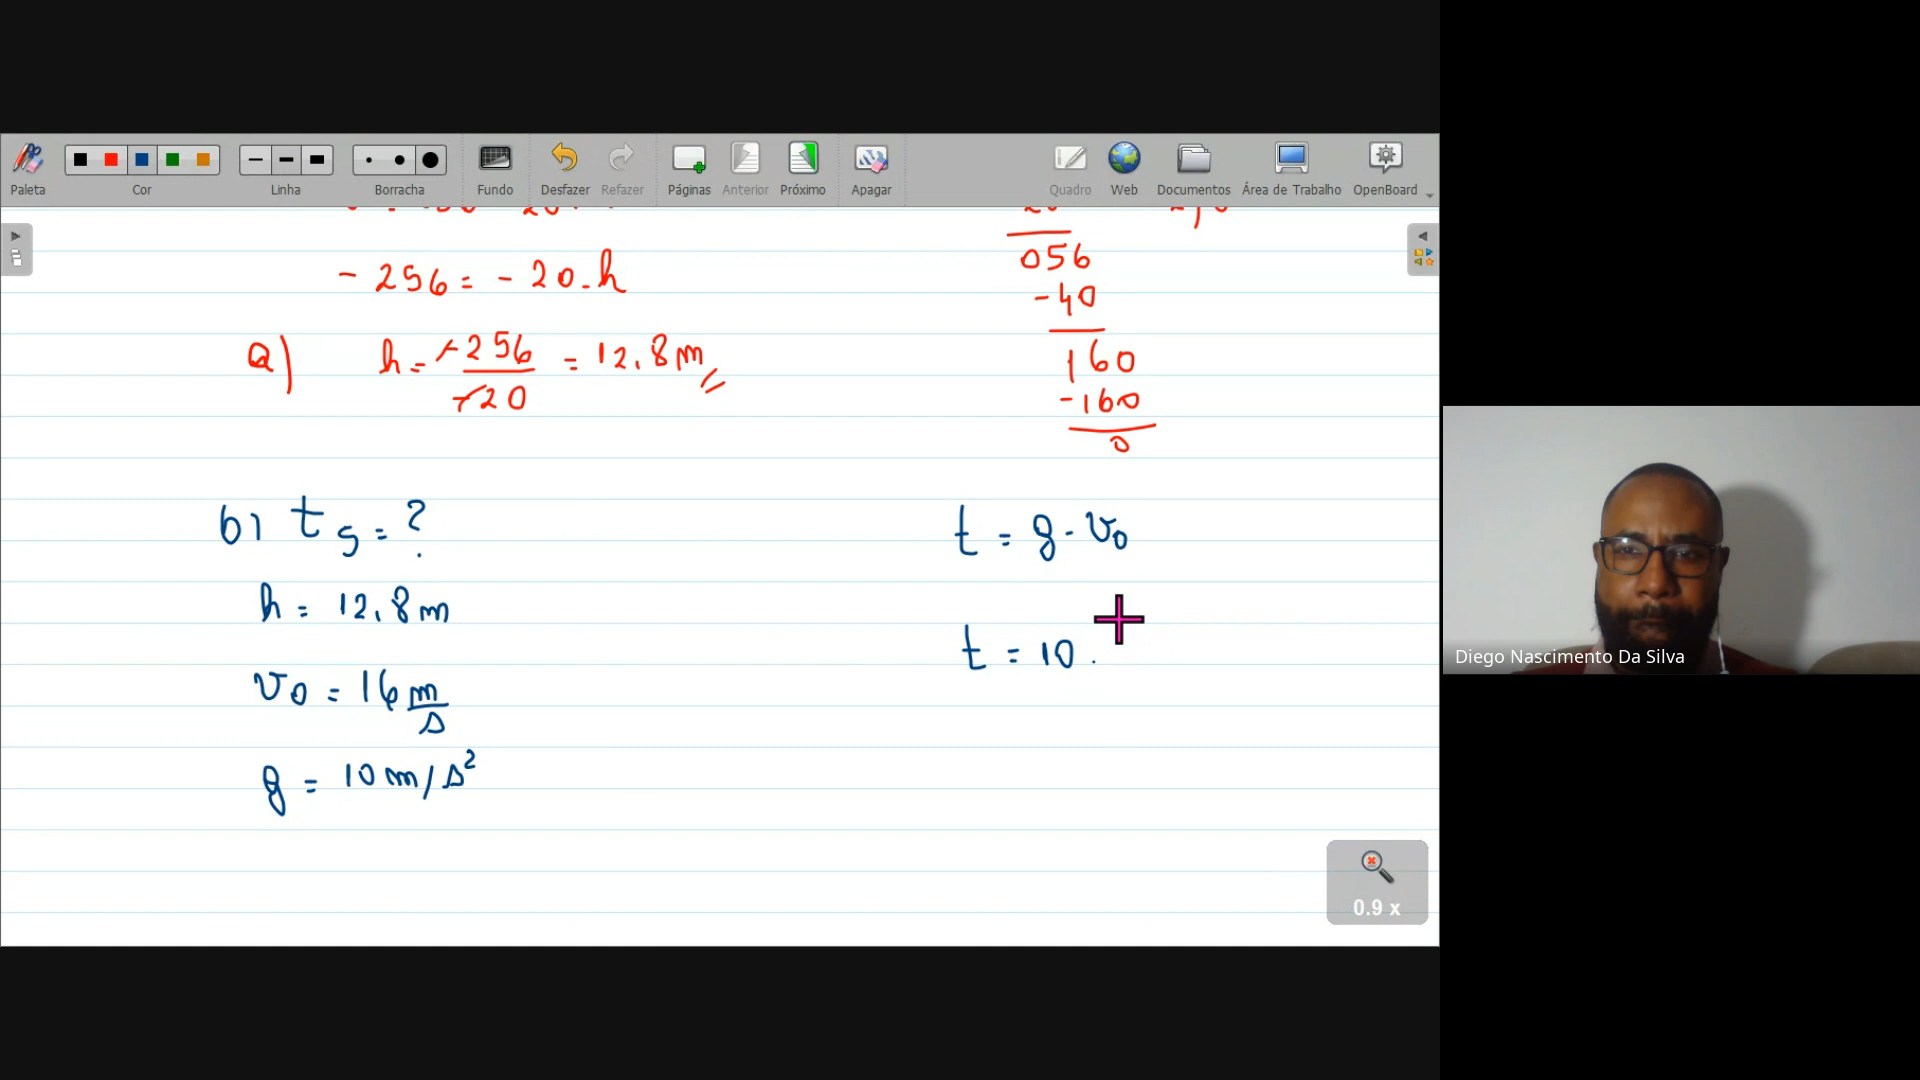 Paleta
Cor
Linha
Borracha
Fundo
Desfazer
Refazer
Páginas
Anterior
Próximo
Apagar
Quadro
Web
Documentos
Área de Trabalho
OpenBoard
- 256 = - 20 . h
a) h = -256 / -20 = 12,8 m
056
-40
160
-160
0
b) ts = ?
h = 12,8 m
v0 = 16 m/s
g = 10 m/s²
t = g . v0
t = 10 .
0.9 x
Diego Nascimento Da Silva